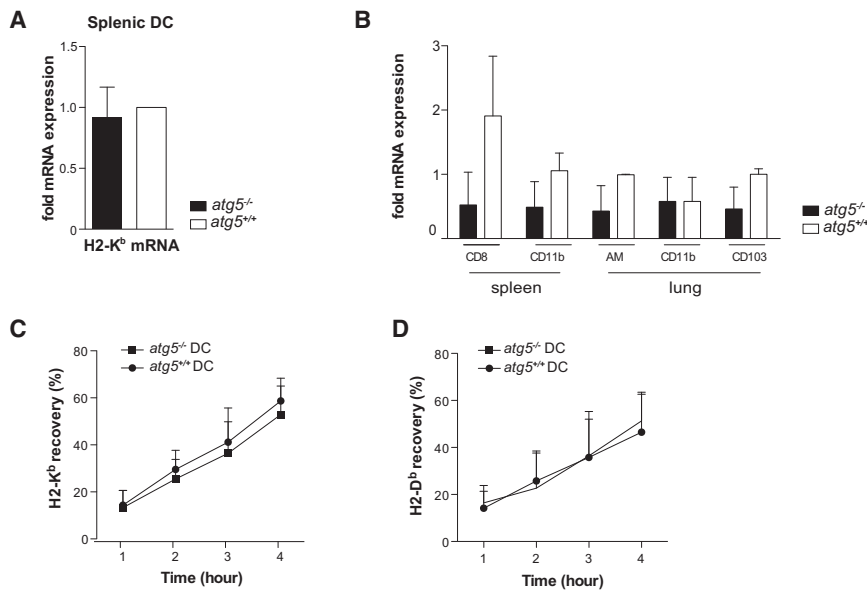 A
Splenic DC
fold mRNA expression
1.5
1.0
0.5
0
H2-Kᵇ mRNA
atg5⁻/⁻
atg5⁺/⁺
B
fold mRNA expression
3
2
1
0
CD8 CD11b AM CD11b CD103
spleen lung
atg5⁻/⁻
atg5⁺/⁺
C
atg5⁻/⁻ DC
atg5⁺/⁺ DC
H2-Kᵇ recovery (%)
80
60
40
20
0
1 2 3 4
Time (hour)
D
atg5⁻/⁻ DC
atg5⁺/⁺ DC
H2-Dᵇ recovery (%)
80
60
40
20
0
1 2 3 4
Time (hour)